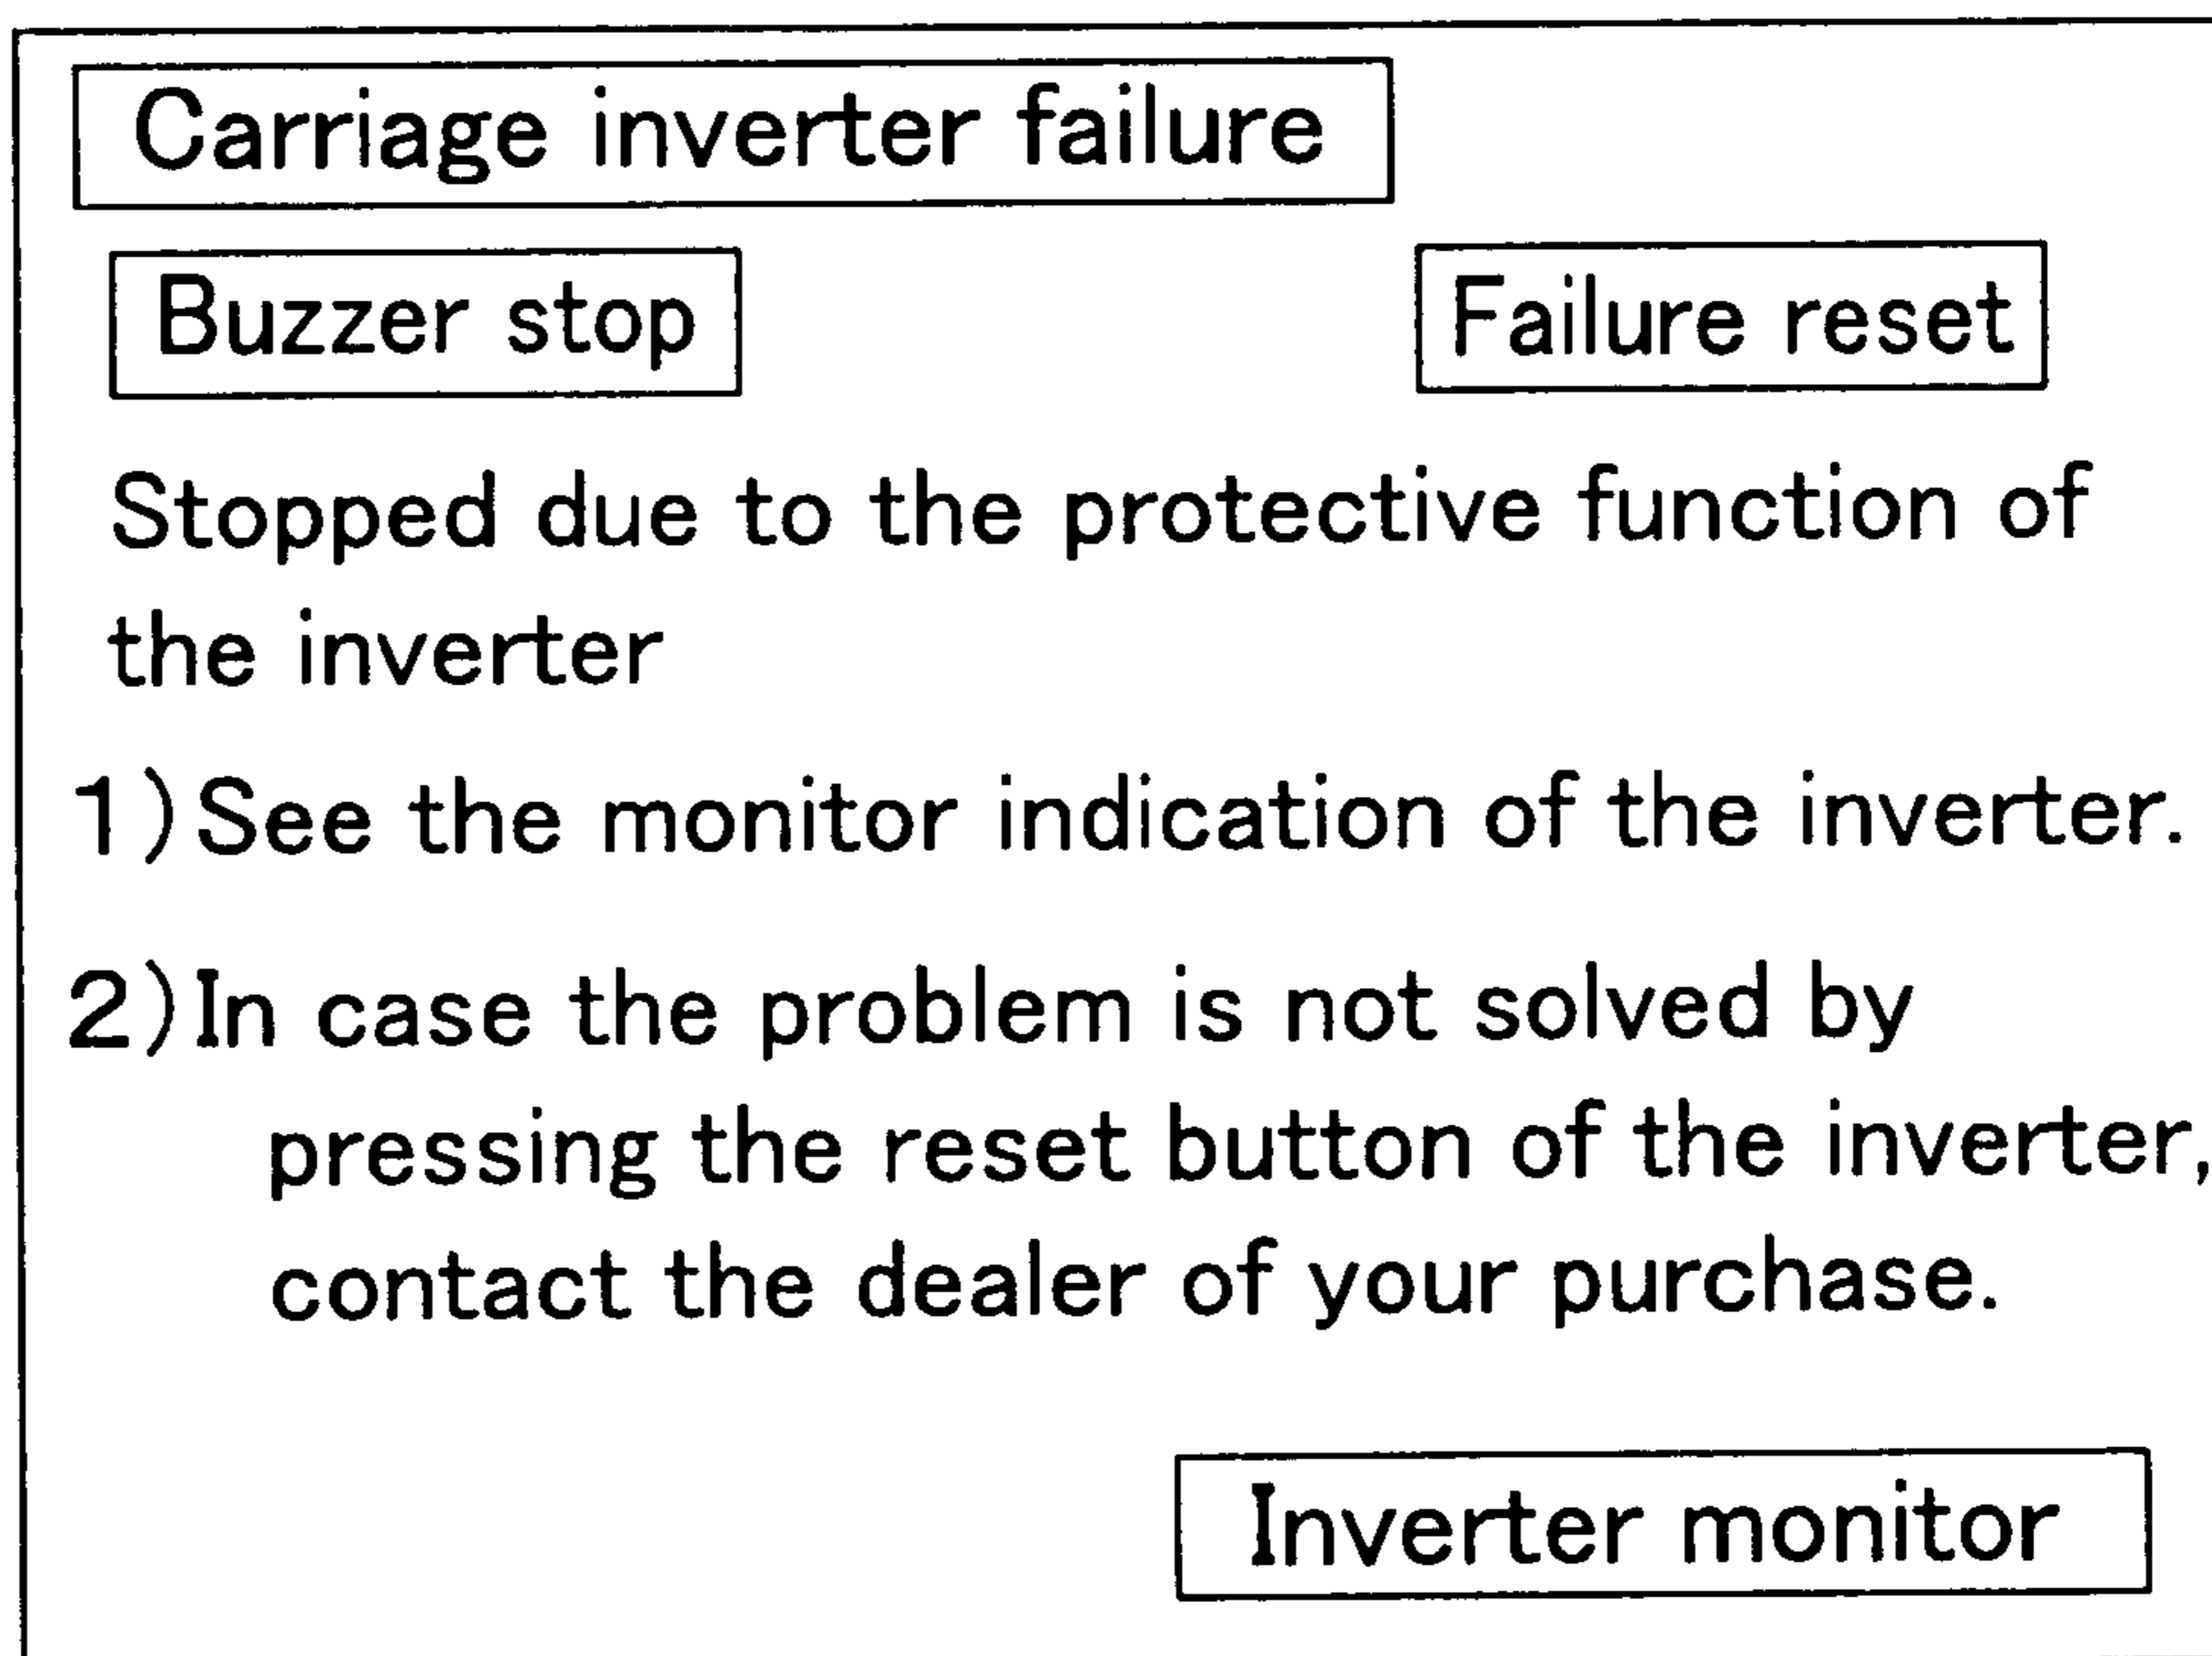 Carriage inverter failure
Buzzer stop Failure reset
Stopped due to the protective function of
the inverter
1)See the monitor indication of the inverter.
2)In case the problem is not solved by
pressing the reset button of the inverter,
contact the dealer of your purchase.
Inverter monitor